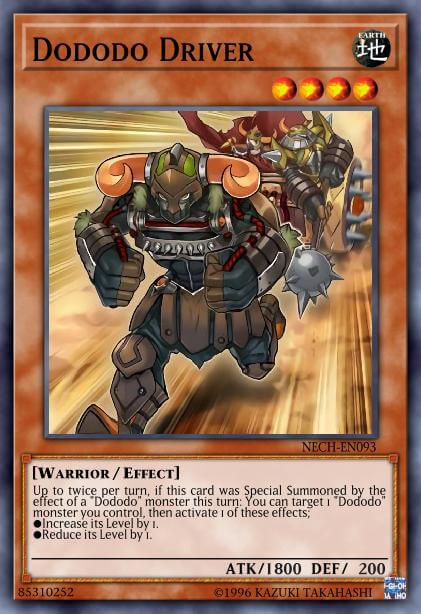 DODODO DRIVER
EARTH
地
NECH-EN093
[WARRIOR / EFFECT]
Up to twice per turn, if this card was Special Summoned by the
effect of a "Dododo" monster this turn: You can target 1 "Dododo"
monster you control, then activate 1 of these effects;
●Increase its Level by 1.
●Reduce its Level by 1.
ATK/1800 DEF/ 200
85310252
©1996 KAZUKI TAKAHASHI